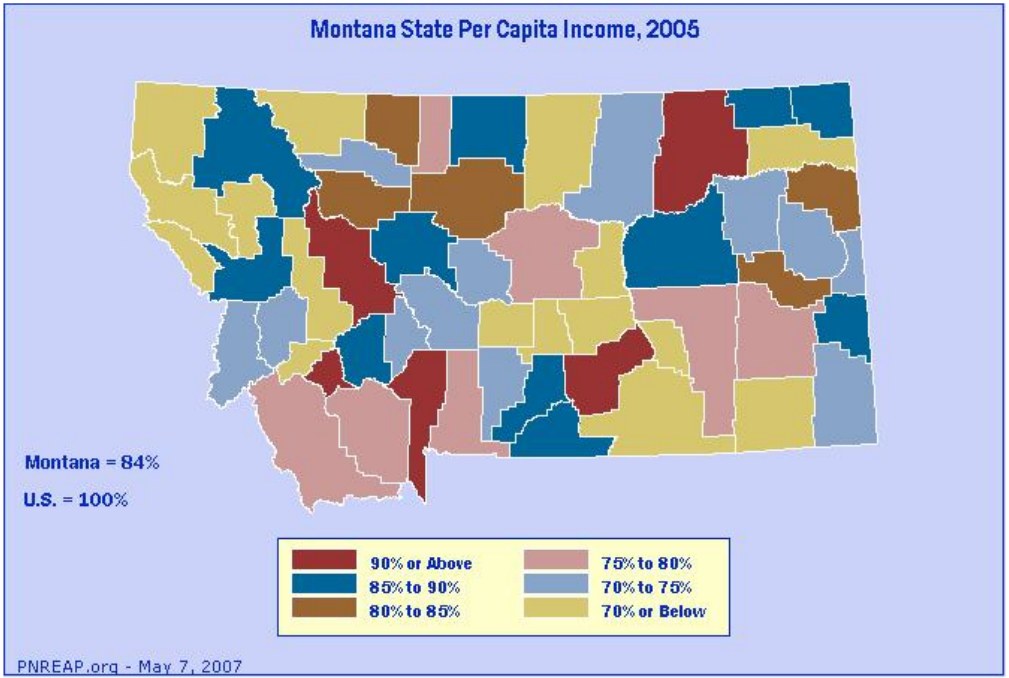 Montana State Per Capita Income, 2005
Montana = 84%
U.S. = 100%
90% or Above
75% to 80%
85% to 90%
70% to 75%
80% to 85%
70% or Below
PNREAP.org - May 7, 2007